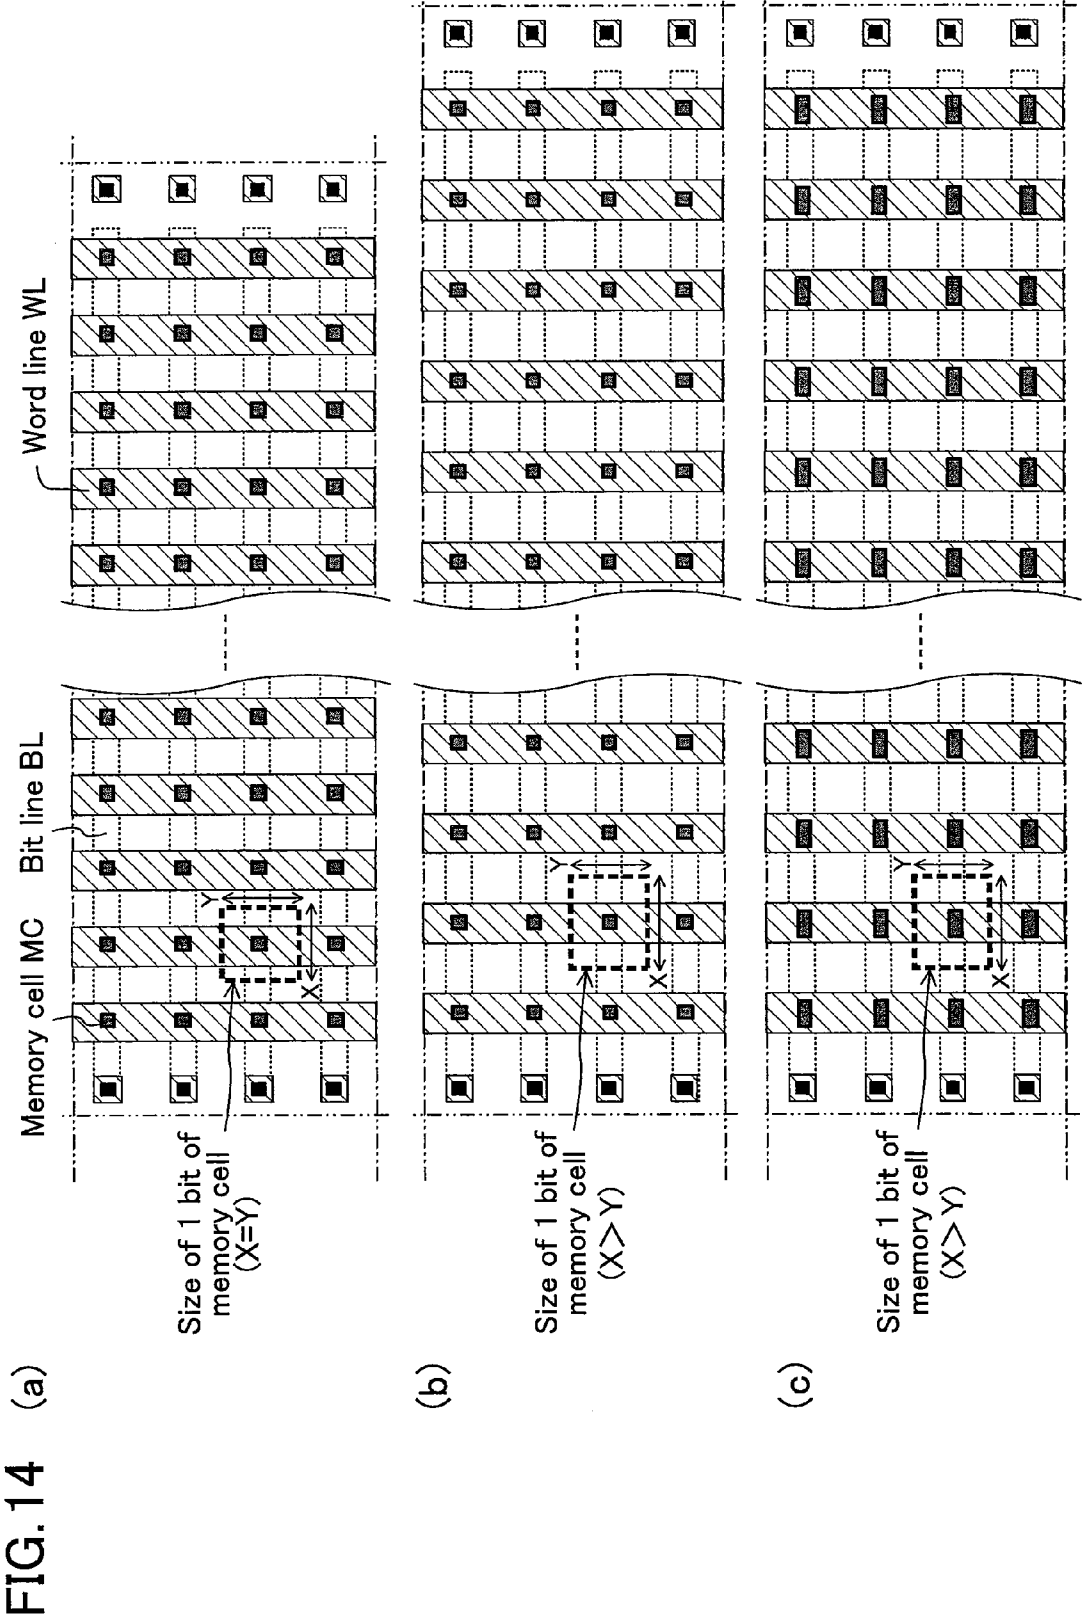 FIG. 14
(a)
Size of 1 bit of
memory cell
(X=Y)
Memory cell MC
Bit line BL
Word line WL
Y
X
(b)
Size of 1 bit of
memory cell
(X> Y)
Y
X
(c)
Size of 1 bit of
memory cell
(X> Y)
Y
X